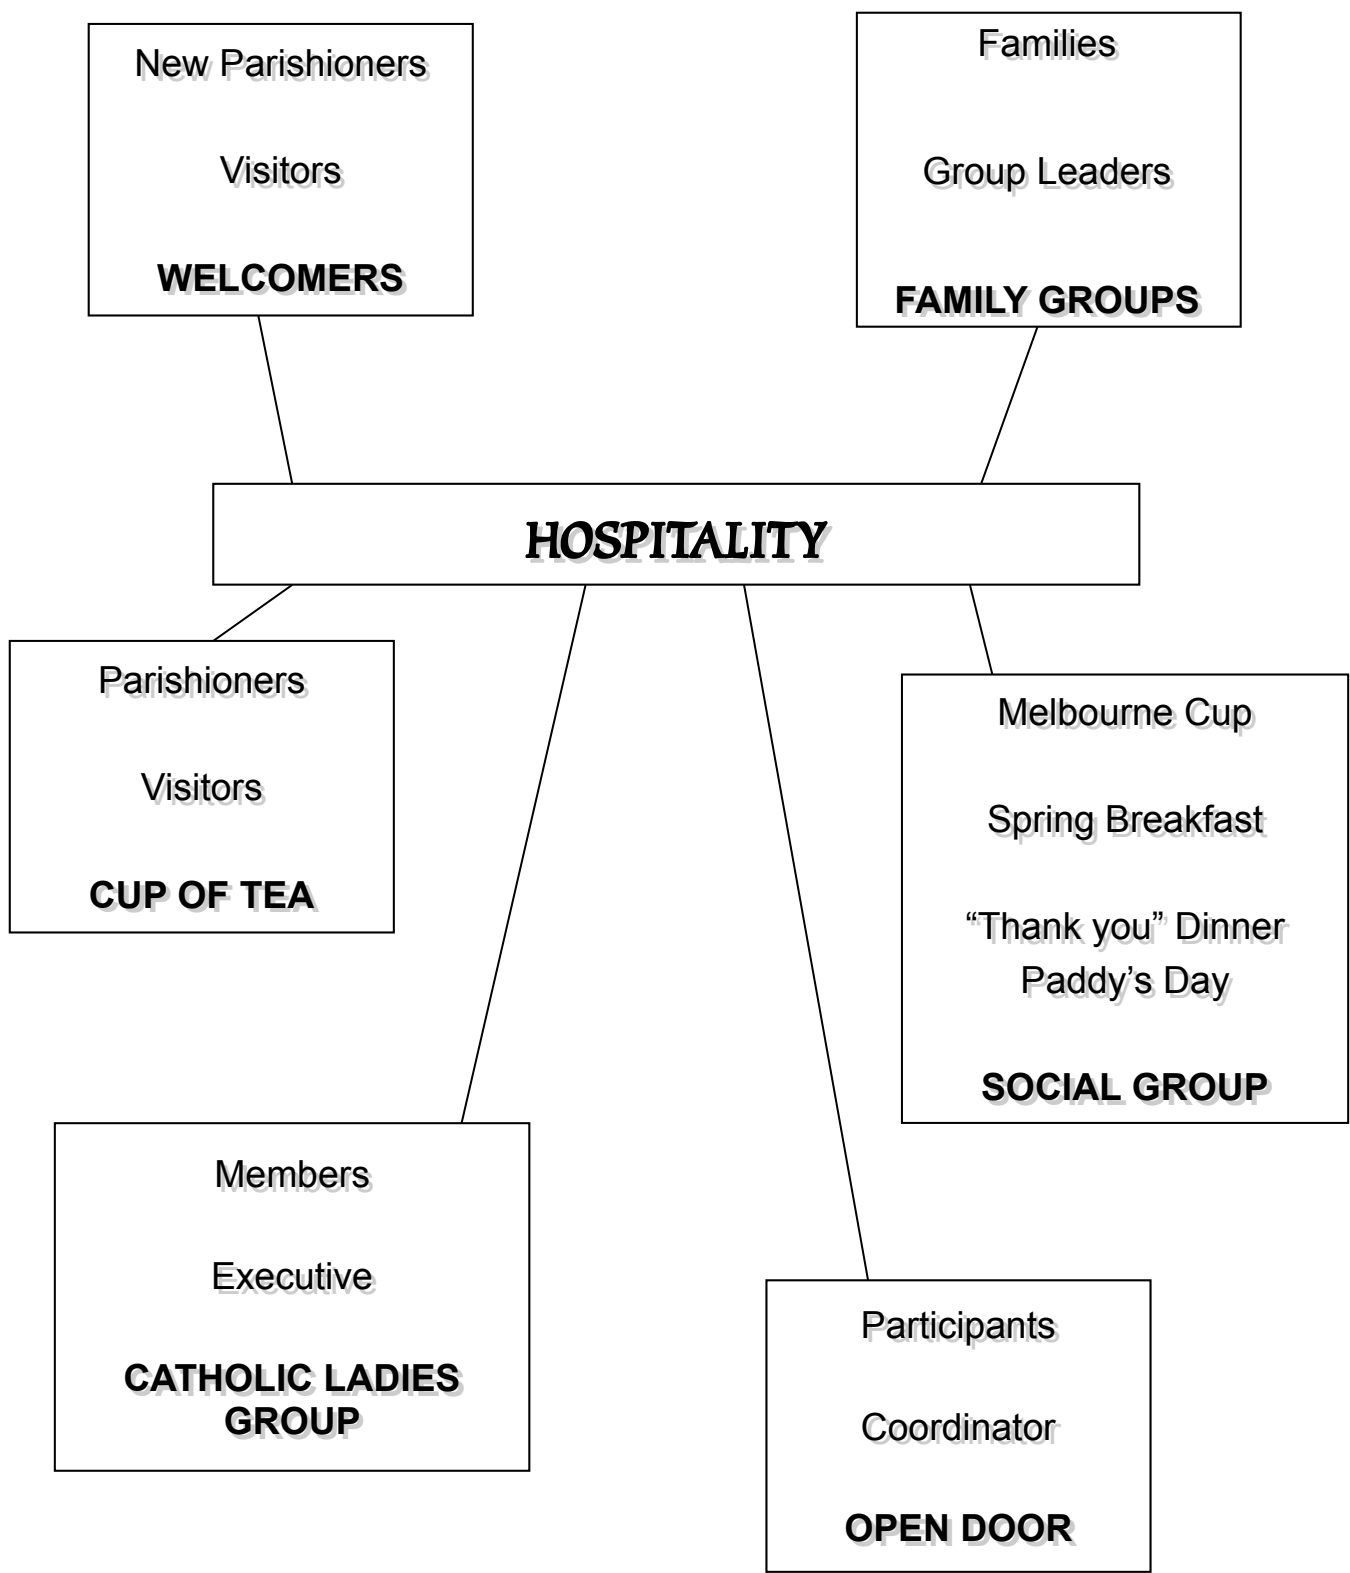 New Parishioners
Visitors
WELCOMERS
Families
Group Leaders
FAMILY GROUPS
HOSPITALITY
Parishioners
Visitors
CUP OF TEA
Melbourne Cup
Spring Breakfast
“Thank you” Dinner
Paddy’s Day
SOCIAL GROUP
Members
Executive
CATHOLIC LADIES
GROUP
Participants
Coordinator
OPEN DOOR